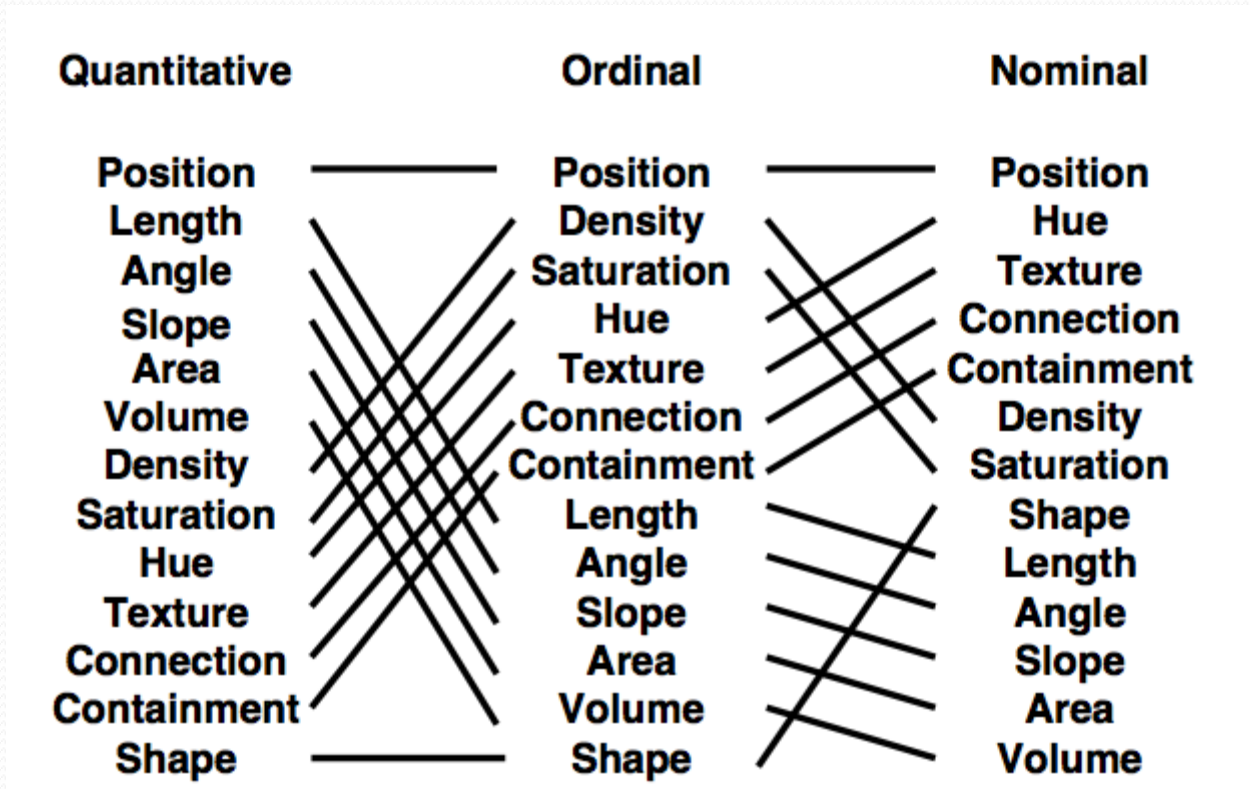 Quantitative Ordinal Nominal
Position Position Position
Length Density Hue
Angle Saturation Texture
Slope Hue Connection
Area Texture Containment
Volume Connection Density
Density Containment Saturation
Saturation Length Shape
Hue Angle Length
Texture Slope Angle
Connection Area Slope
Containment Volume Area
Shape Shape Volume